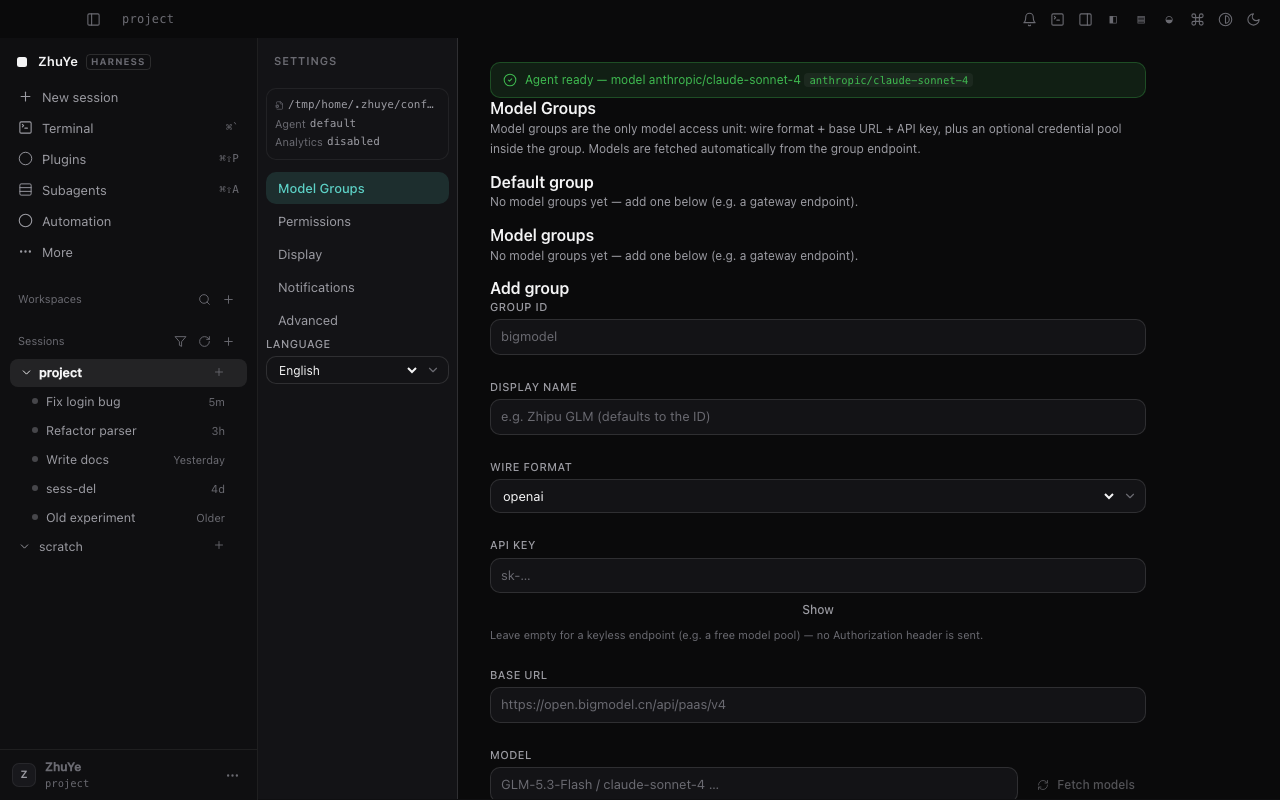 project
ZhuYe HARNESS
New session
Terminal ⌘`
Plugins ⌘⇧P
Subagents ⌘⇧A
Automation
More
Workspaces
Sessions
project
Fix login bug 5m
Refactor parser 3h
Write docs Yesterday
sess-del 4d
Old experiment Older
scratch
Z
ZhuYe
project
SETTINGS
/tmp/home/.zhuye/conf…
Agent default
Analytics disabled
Model Groups
Permissions
Display
Notifications
Advanced
LANGUAGE
English
Agent ready — model anthropic/claude-sonnet-4 anthropic/claude-sonnet-4
Model Groups
Model groups are the only model access unit: wire format + base URL + API key, plus an optional credential pool
inside the group. Models are fetched automatically from the group endpoint.
Default group
No model groups yet — add one below (e.g. a gateway endpoint).
Model groups
No model groups yet — add one below (e.g. a gateway endpoint).
Add group
GROUP ID
bigmodel
DISPLAY NAME
e.g. Zhipu GLM (defaults to the ID)
WIRE FORMAT
openai
API KEY
sk-...
Show
Leave empty for a keyless endpoint (e.g. a free model pool) — no Authorization header is sent.
BASE URL
https://open.bigmodel.cn/api/paas/v4
MODEL
GLM-5.3-Flash / claude-sonnet-4 ...
Fetch models